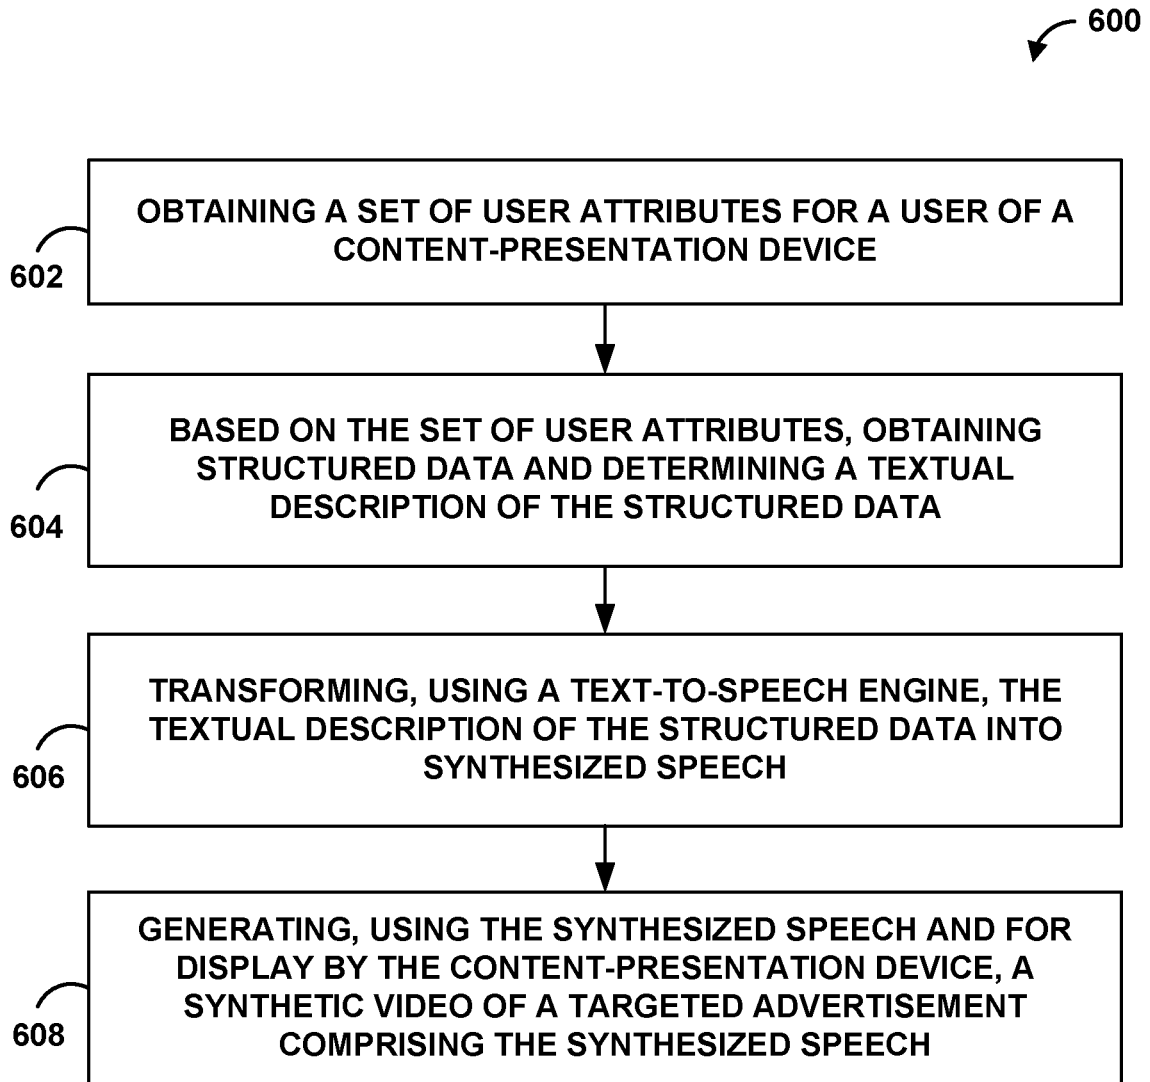 600
OBTAINING A SET OF USER ATTRIBUTES FOR A USER OF A
CONTENT-PRESENTATION DEVICE
602
BASED ON THE SET OF USER ATTRIBUTES, OBTAINING
STRUCTURED DATA AND DETERMINING A TEXTUAL
DESCRIPTION OF THE STRUCTURED DATA
604
TRANSFORMING, USING A TEXT-TO-SPEECH ENGINE, THE
TEXTUAL DESCRIPTION OF THE STRUCTURED DATA INTO
SYNTHESIZED SPEECH
606
GENERATING, USING THE SYNTHESIZED SPEECH AND FOR
DISPLAY BY THE CONTENT-PRESENTATION DEVICE, A
SYNTHETIC VIDEO OF A TARGETED ADVERTISEMENT
COMPRISING THE SYNTHESIZED SPEECH
608